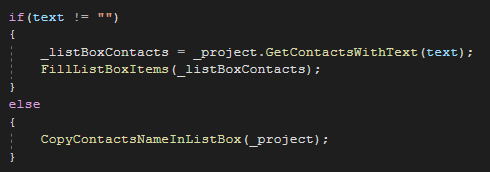 if(text != "")
{
_listBoxContacts = _project.GetContactsWithText(text);
FillListBoxItems(_listBoxContacts);
}
else
{
CopyContactsNameInListBox(_project);
}